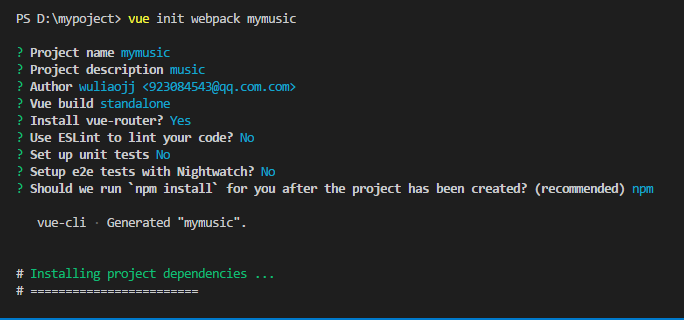 PS D:\mypoject> vue init webpack mymusic
? Project name mymusic
? Project description music
? Author wuliaojj <923084543@qq.com.com>
? Vue build standalone
? Install vue-router? Yes
? Use ESLint to lint your code? No
? Set up unit tests No
? Setup e2e tests with Nightwatch? No
? Should we run `npm install` for you after the project has been created? (recommended) npm
vue-cli · Generated "mymusic".
# Installing project dependencies ...
# ========================